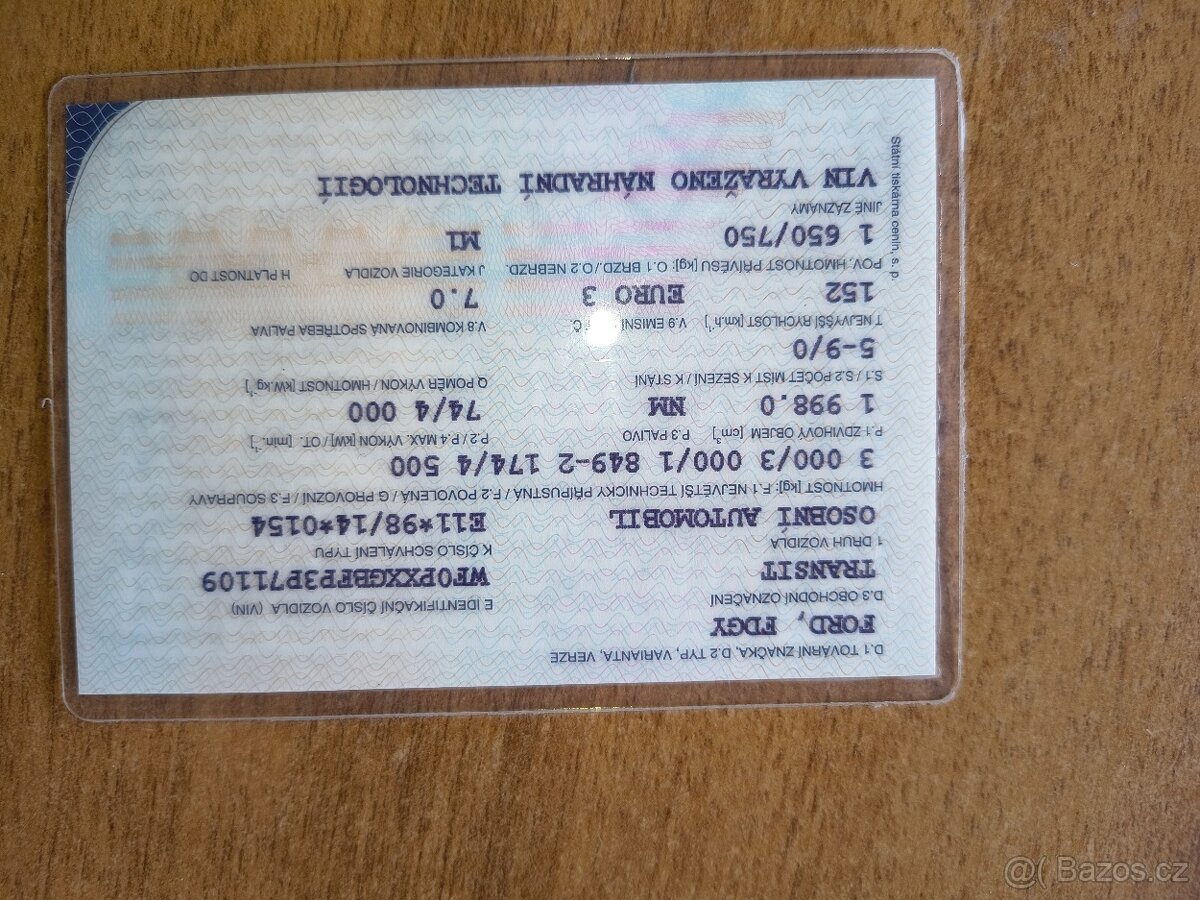 D.1 TOVÁRNÍ ZNAČKA, D.2 TYP, VARIANTA, VERZE
FORD, FDGY
D.3 OBCHODNÍ OZNAČENÍ
E IDENTIFIKAČNÍ ČÍSLO VOZIDLA (VIN)
TRANSIT
WF0PXXGBFP3P71109
1 DRUH VOZIDLA
K ČÍSLO SCHVÁLENÍ TYPU
OSOBNÍ AUTOMOBIL
E11*98/14*0154
HMOTNOST [kg]: F.1 NEJVĚTŠÍ TECHNICKY PŘÍPUSTNÁ / F.2 POVOLENÁ / G PROVOZNÍ / F.3 SOUPRAVY
3 000/3 000/1 849-2 174/4 500
P.1 ZDVIHOVÝ OBJEM [cm³] P.3 PALIVO P.2 / P.4 MAX. VÝKON [kW] / OT. [min.⁻¹]
1 998.0 NM 74/4 000
S.1 / S.2 POČET MÍST K SEZENÍ / K STÁNÍ Q POMĚR VÝKON / HMOTNOST [kW.kg⁻¹]
5-9/0
T NEJVYŠŠÍ RYCHLOST [km.h⁻¹] V.9 EMISNÍ Č. V.8 KOMBINOVANÁ SPOTŘEBA PALIVA
152 EURO 3 7.0
POV. HMOTNOST PŘÍVĚSU [kg]: O.1 BRZD./O.2 NEBRZD. J KATEGORIE VOZIDLA H PLATNOST DO
1 650/750 M1
JINÉ ZÁZNAMY
VIN VYRAŽENO NÁHRADNÍ TECHNOLOGIÍ
Státní tiskárna cenin, s. p.
@( Bazos.cz